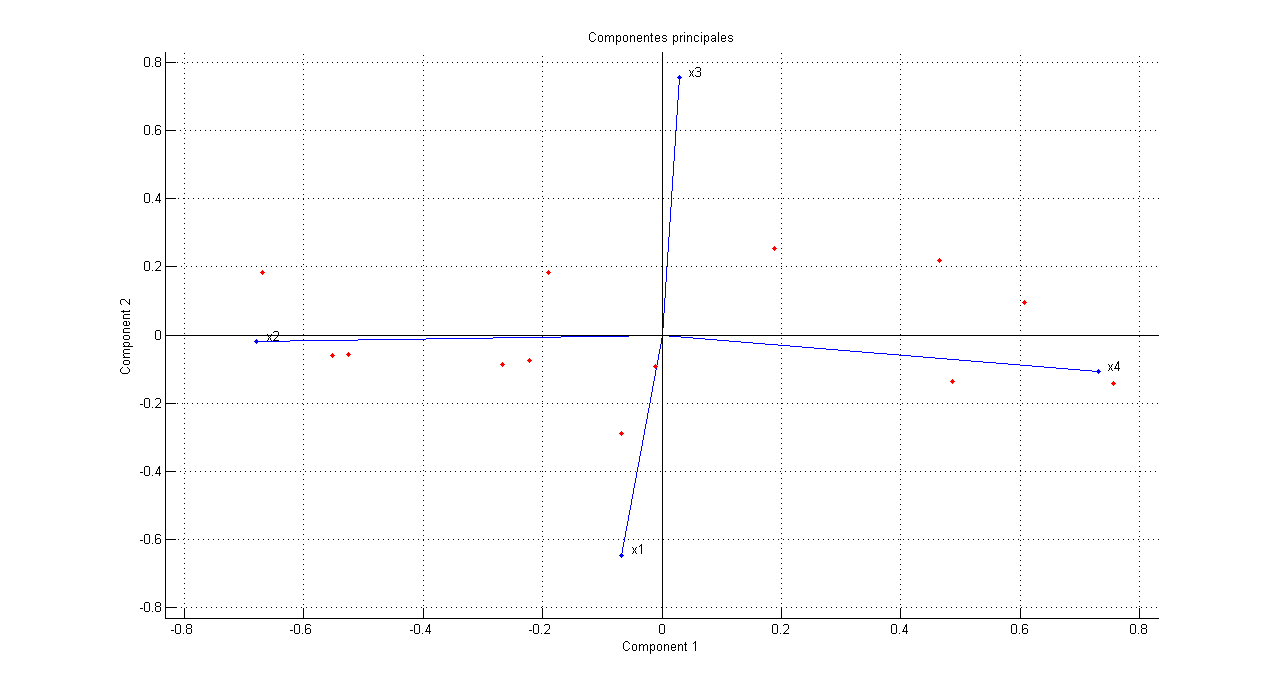 Componentes principales
0.8
x3
0.6
0.4
0.2
x2
0
Component 2
x4
-0.2
-0.4
x1
-0.6
-0.8
-0.8 -0.6 -0.4 -0.2 0 0.2 0.4 0.6 0.8
Component 1